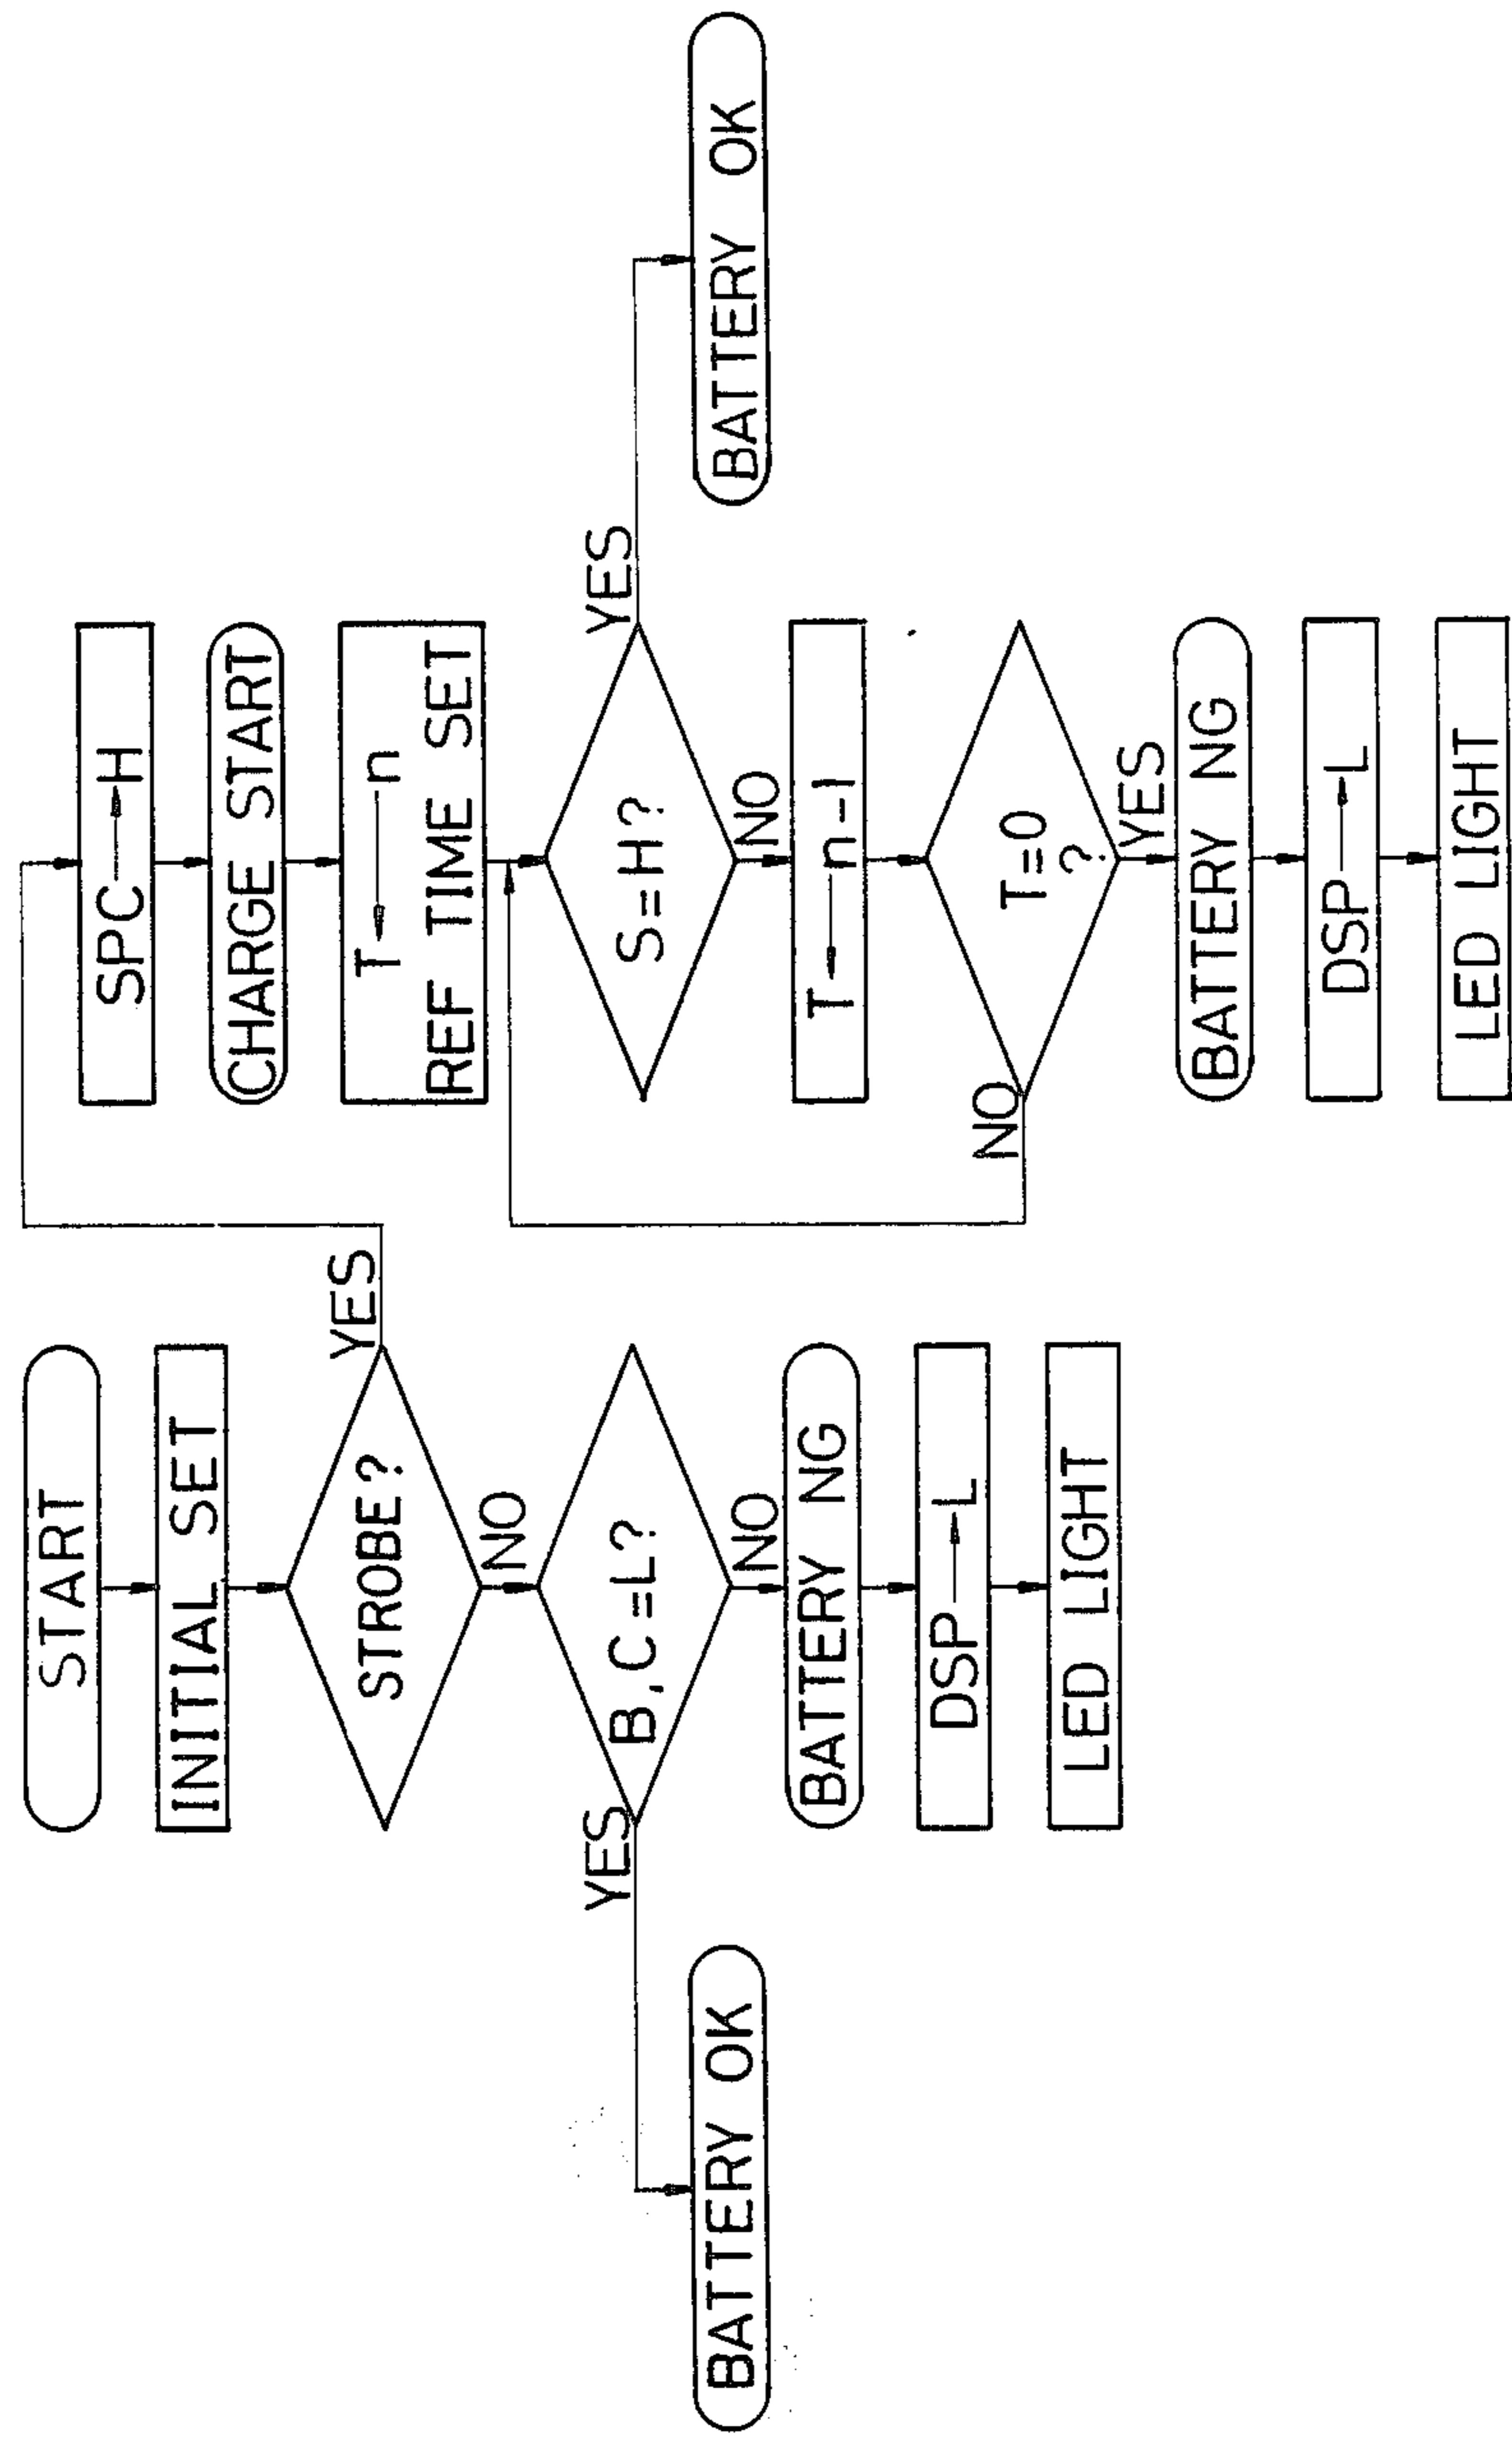 START
INITIAL SET
STROBE?
YES
NO
B,C=L?
YES
NO
BATTERY OK
BATTERY NG
DSP→L
LED LIGHT
SPC→H
CHARGE START
T←n
REF TIME SET
S=H?
YES
NO
BATTERY OK
T←n-1
T=0
?
NO
YES
BATTERY NG
DSP→L
LED LIGHT